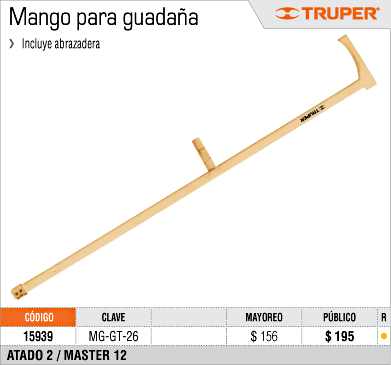 Mango para guadaña
TRUPER®
❯ Incluye abrazadera
TRUPER
CÓDIGO CLAVE MAYOREO PÚBLICO R
15939 MG-GT-26 $ 156 $ 195
ATADO 2 / MASTER 12